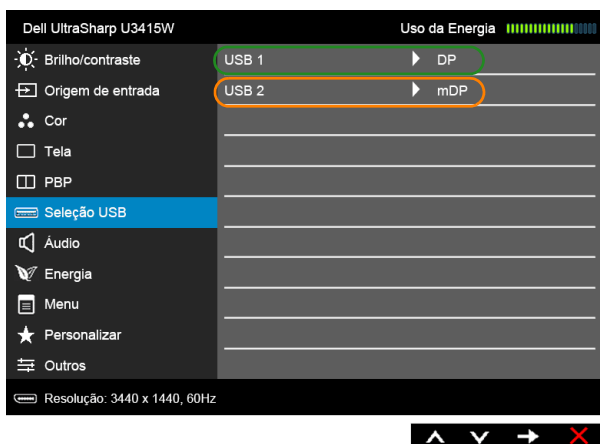 Dell UltraSharp U3415W Uso da Energia
Brilho/contraste USB 1 DP
Origem de entrada USB 2 mDP
Cor
Tela
PBP
Seleção USB
Áudio
Energia
Menu
Personalizar
Outros
Resolução: 3440 x 1440, 60Hz